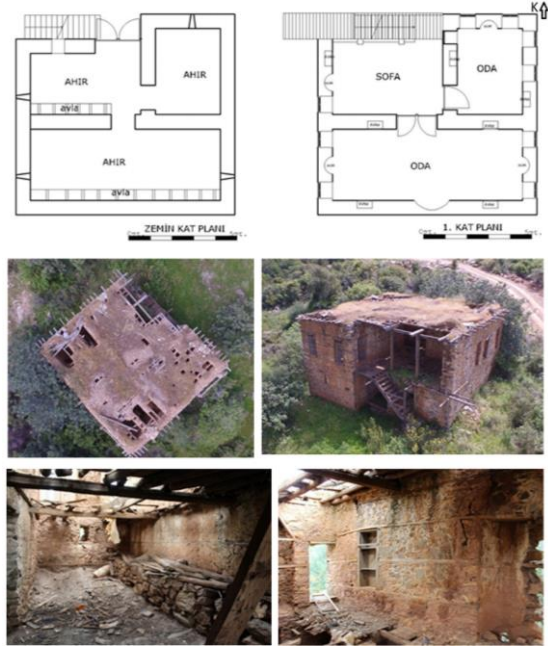 K
AHIR
AHIR
avla
AHIR
avla
ZEMİN KAT PLANI
SOFA
ODA
ODA
1. KAT PLANI